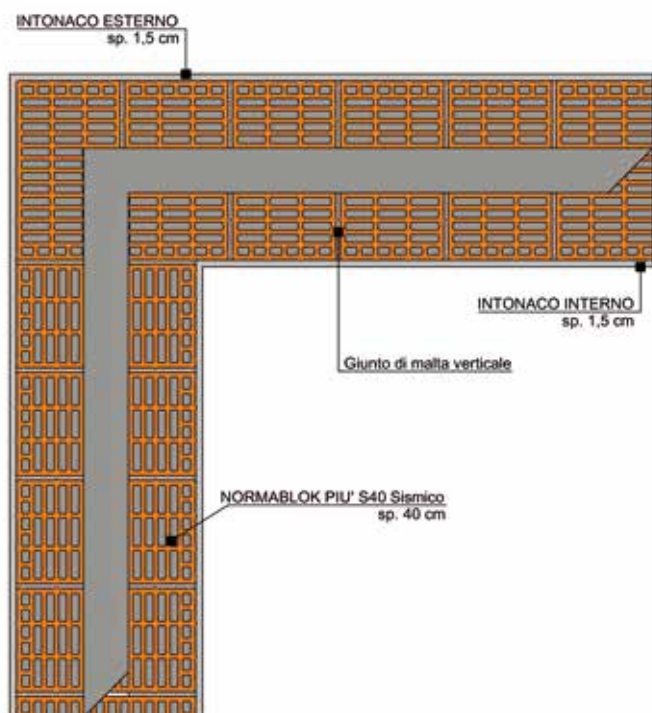 INTONACO ESTERNO
sp. 1,5 cm
INTONACO INTERNO
sp. 1,5 cm
Giunto di malta verticale
NORMABLOK PIU' S40 Sismico
sp. 40 cm